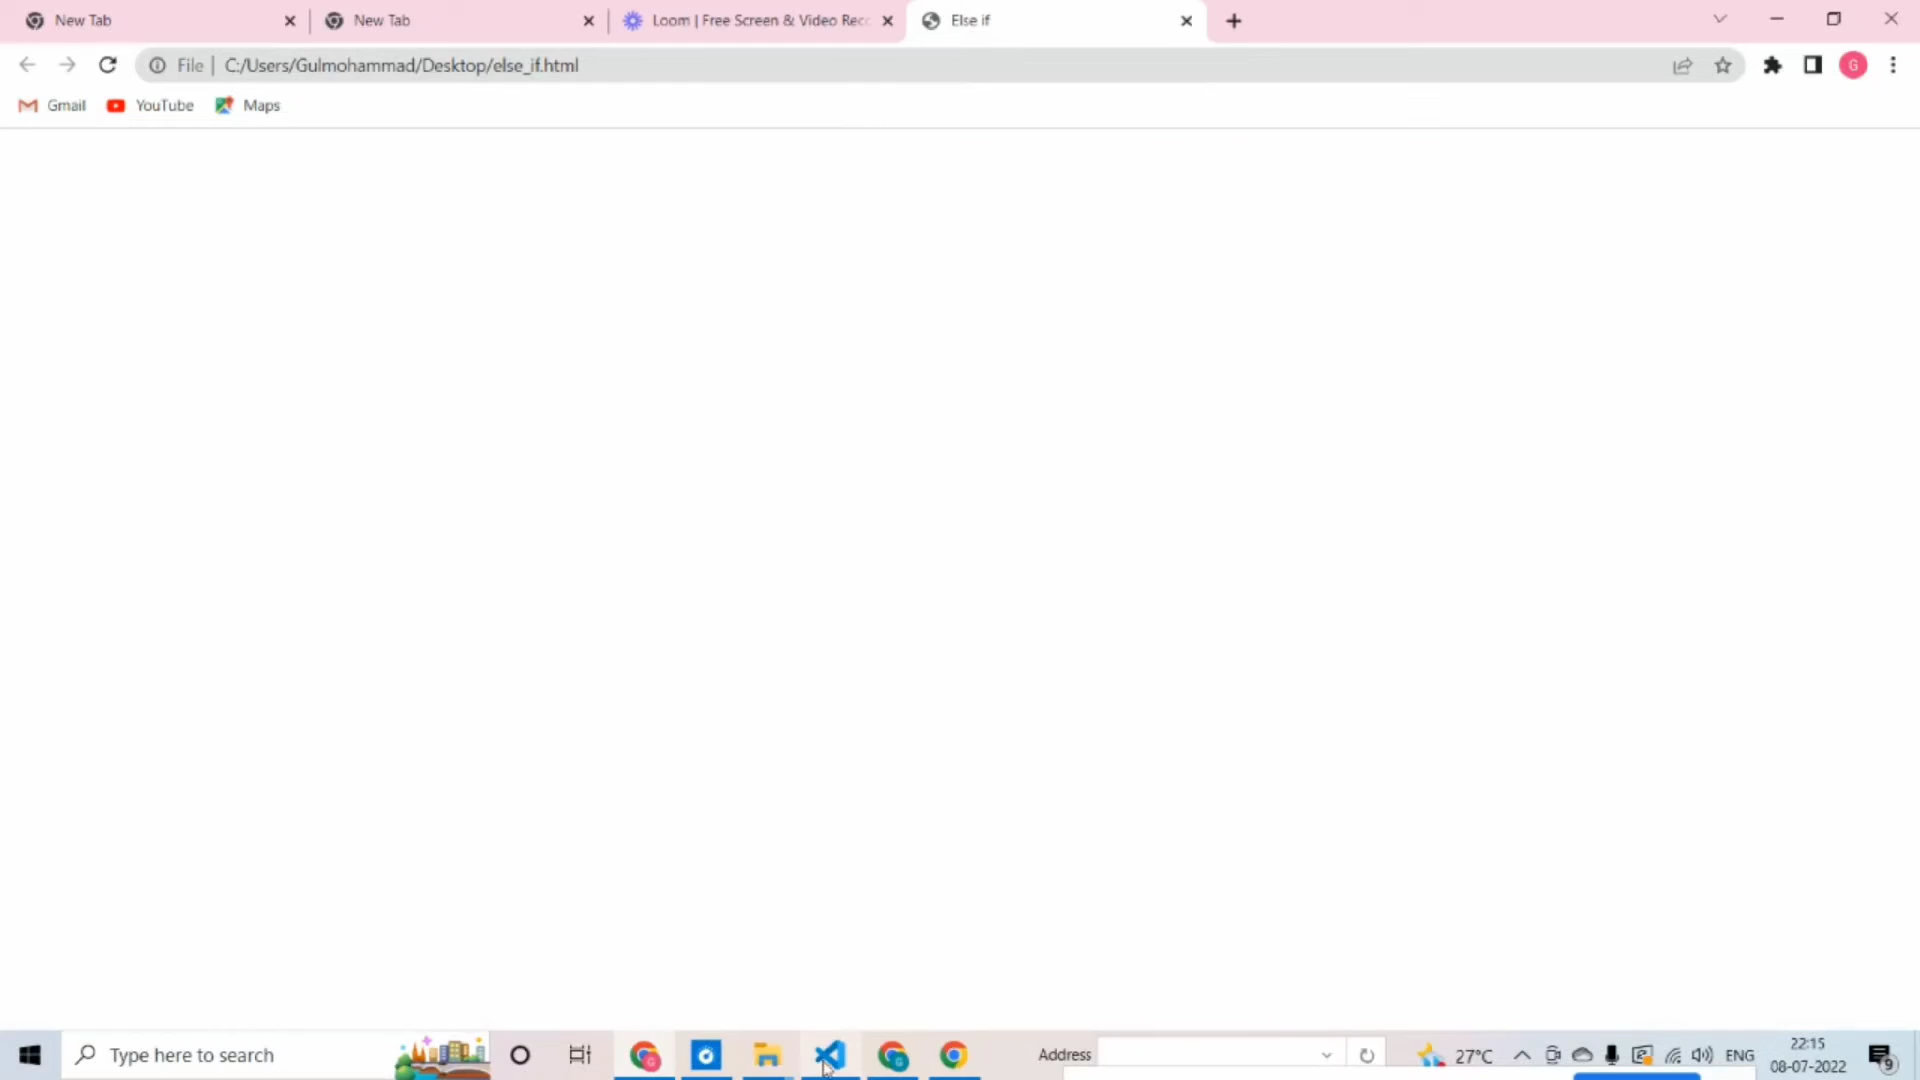 New Tab
New Tab
Loom | Free Screen & Video Rec
Else if
File | C:/Users/Gulmohammad/Desktop/else_if.html
G
Gmail
YouTube
Maps
Type here to search
G
Address
27°C
ENG
22:15
08-07-2022
9